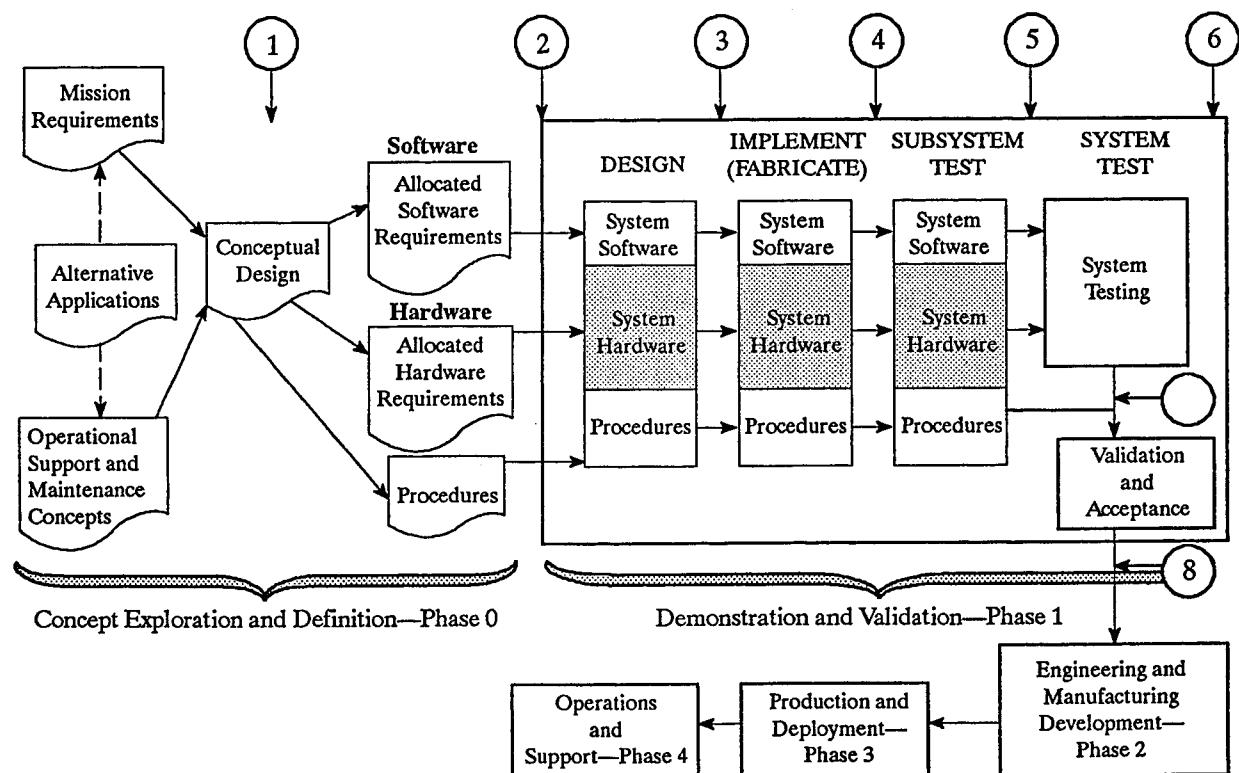 1
2
3
4
5
6
Mission
Requirements
Alternative
Applications
Operational
Support and
Maintenance
Concepts
Conceptual
Design
Software
Allocated
Software
Requirements
Hardware
Allocated
Hardware
Requirements
Procedures
DESIGN
IMPLEMENT
(FABRICATE)
SUBSYSTEM
TEST
SYSTEM
TEST
System
Software
System
Hardware
Procedures
System
Software
System
Hardware
Procedures
System
Software
System
Hardware
Procedures
System
Testing
Validation
and
Acceptance
8
Concept Exploration and Definition—Phase 0
Demonstration and Validation—Phase 1
Operations
and
Support—Phase 4
Production and
Deployment—
Phase 3
Engineering and
Manufacturing
Development—
Phase 2